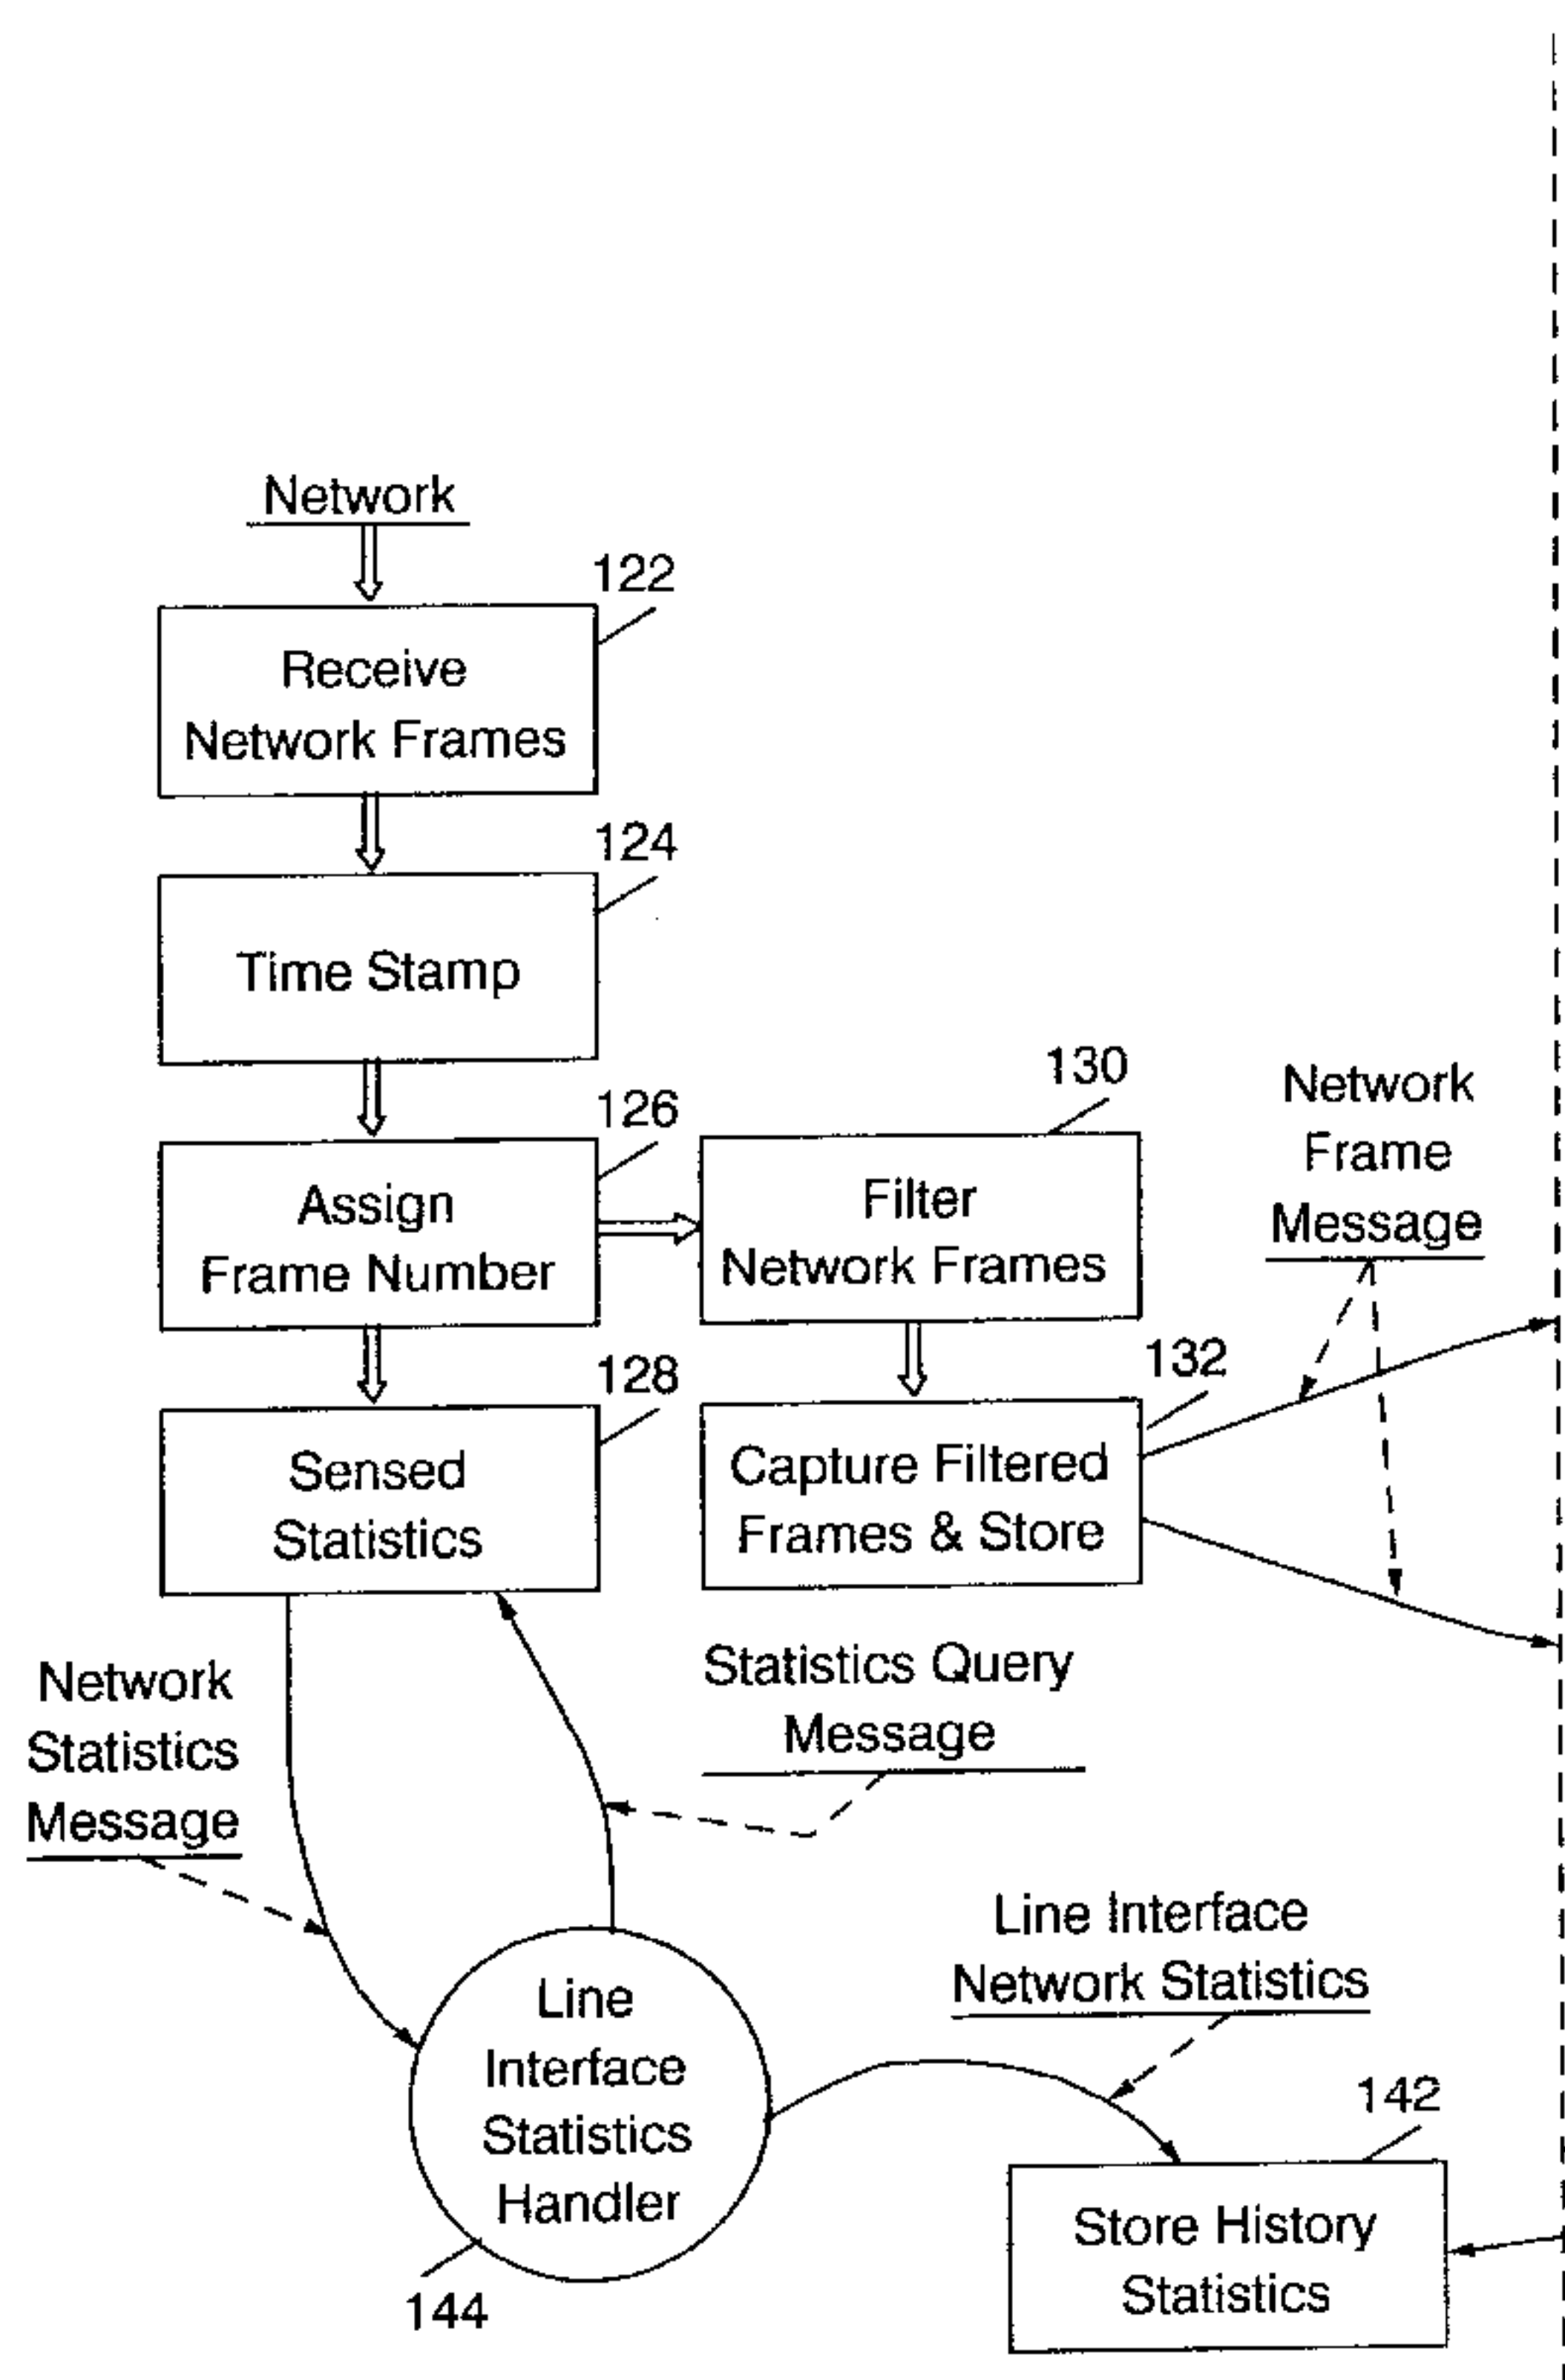 Network
122
Receive
Network Frames
124
Time Stamp
126
Assign
Frame Number
130
Filter
Network Frames
Network
Frame
Message
128
Sensed
Statistics
132
Capture Filtered
Frames & Store
Network
Statistics
Message
Statistics Query
Message
Line Interface
Network Statistics
Line
Interface
Statistics
Handler
144
142
Store History
Statistics